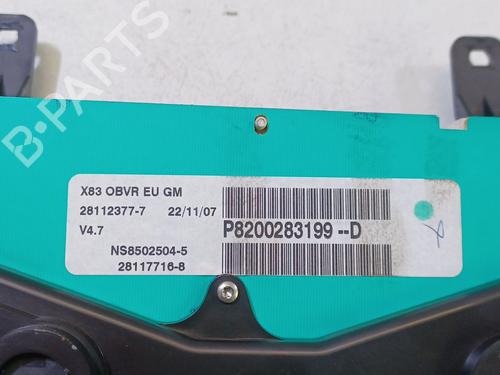 B-PARTS
X83 OBVR EU GM
28112377-7 22/11/07
V4.7
P8200283199 --D
NS8502504-5
28117716-8